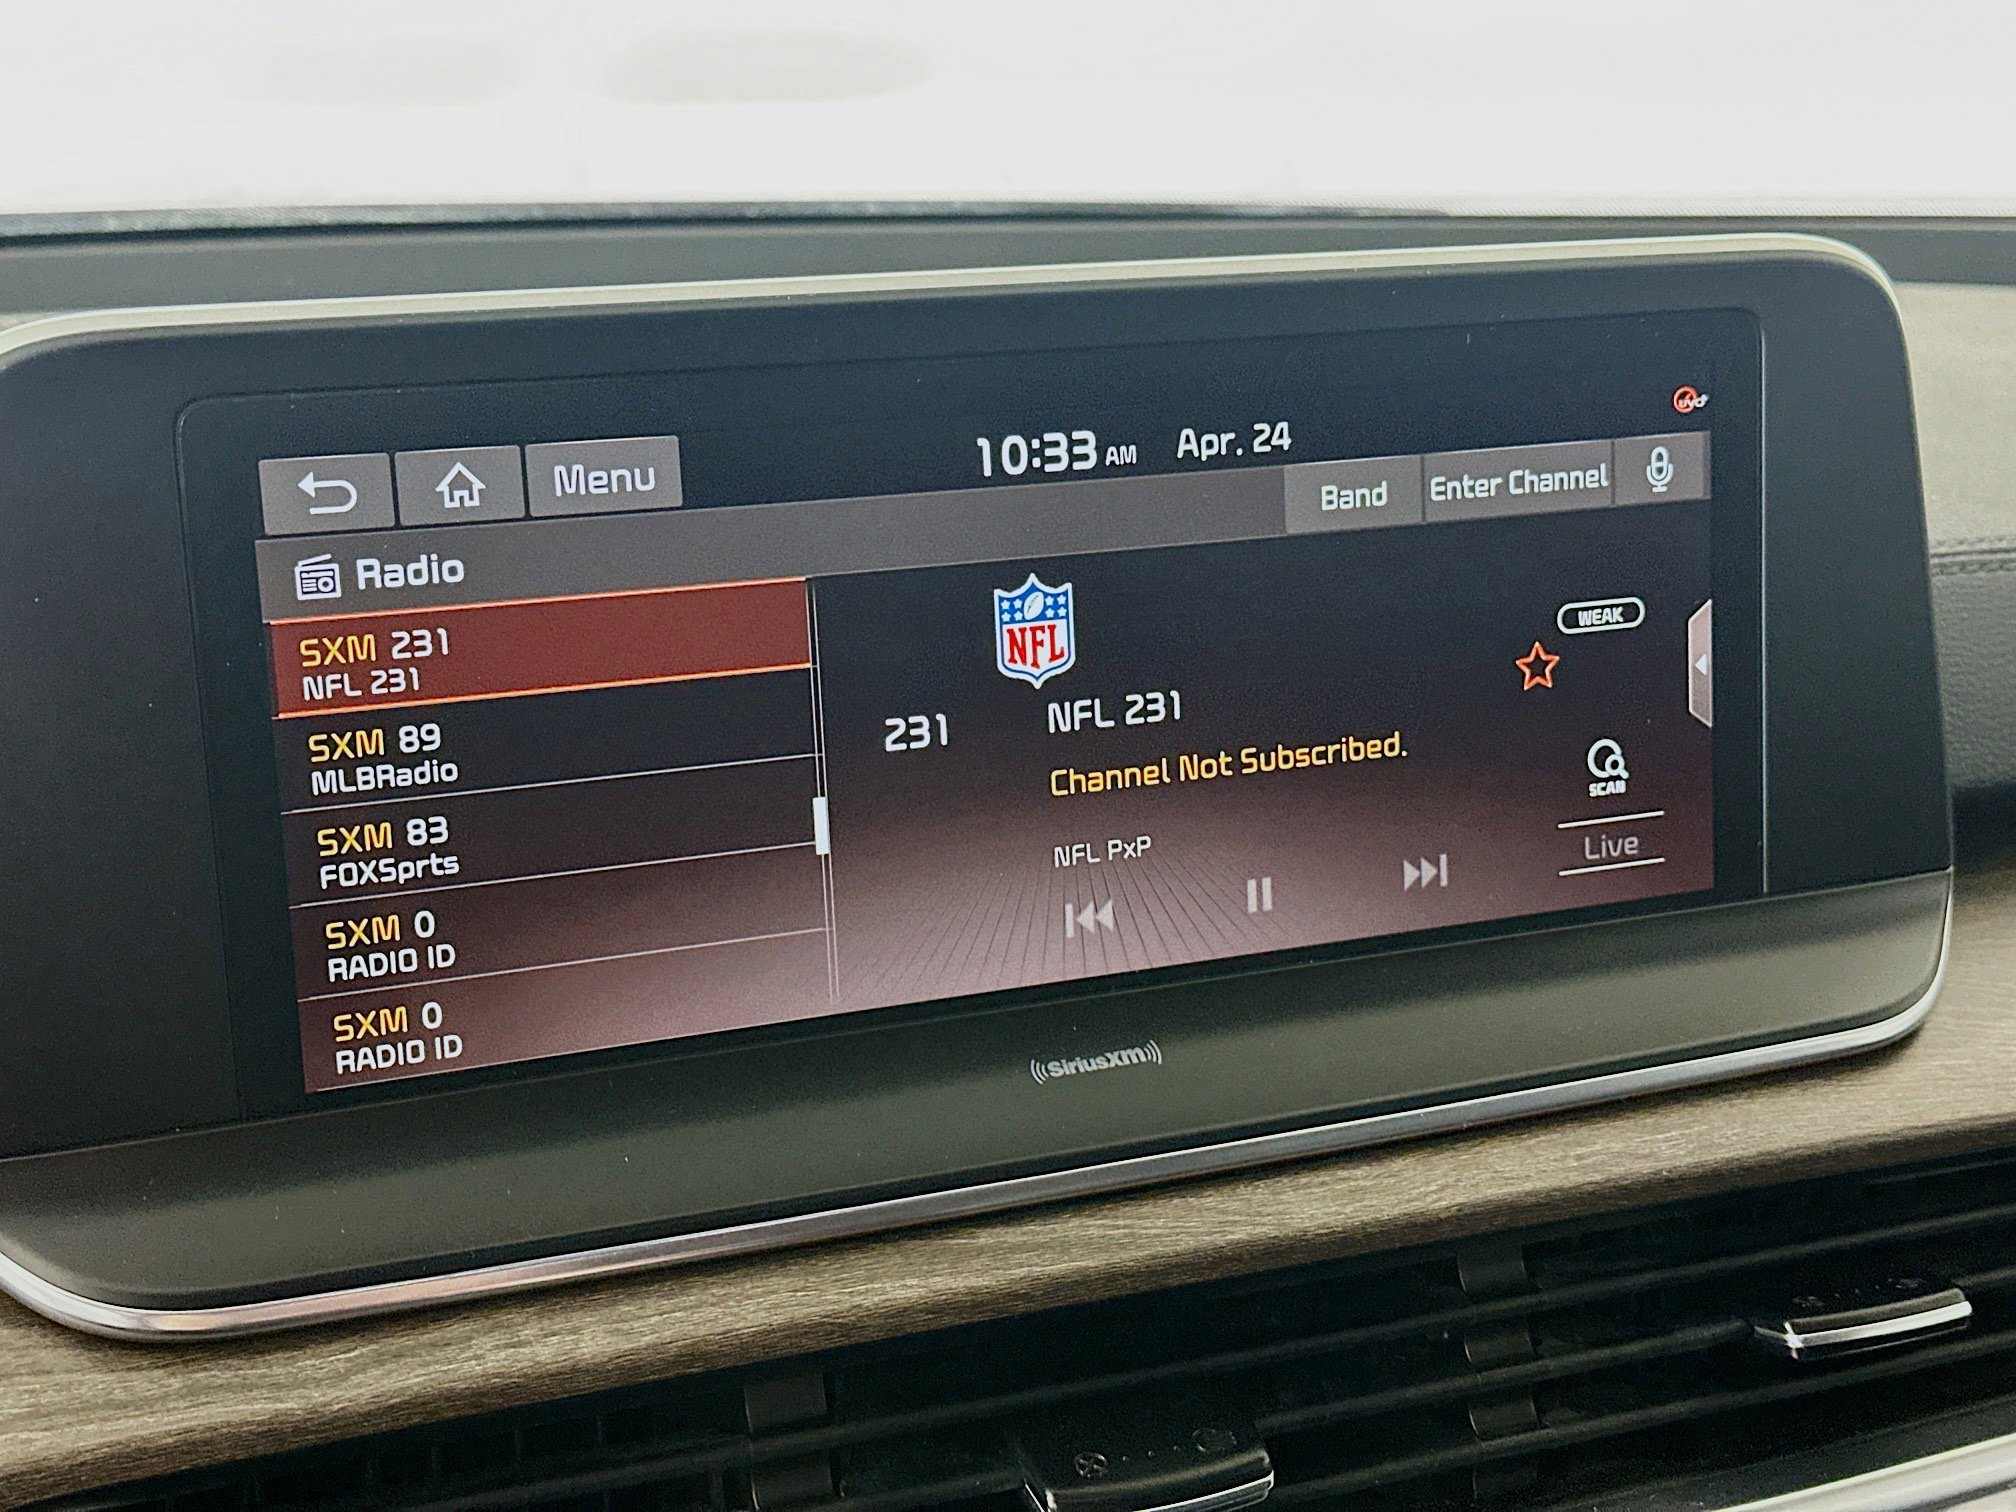 10:33 AM Apr. 24
UVO
Menu
Band
Enter Channel
Radio
SXM 231
NFL 231
SXM 89
MLBRadio
SXM 83
FOXSprts
SXM 0
RADIO ID
SXM 0
RADIO ID
NFL
WEAK
231
NFL 231
Channel Not Subscribed.
NFL PxP
SCAN
Live
SiriusXM